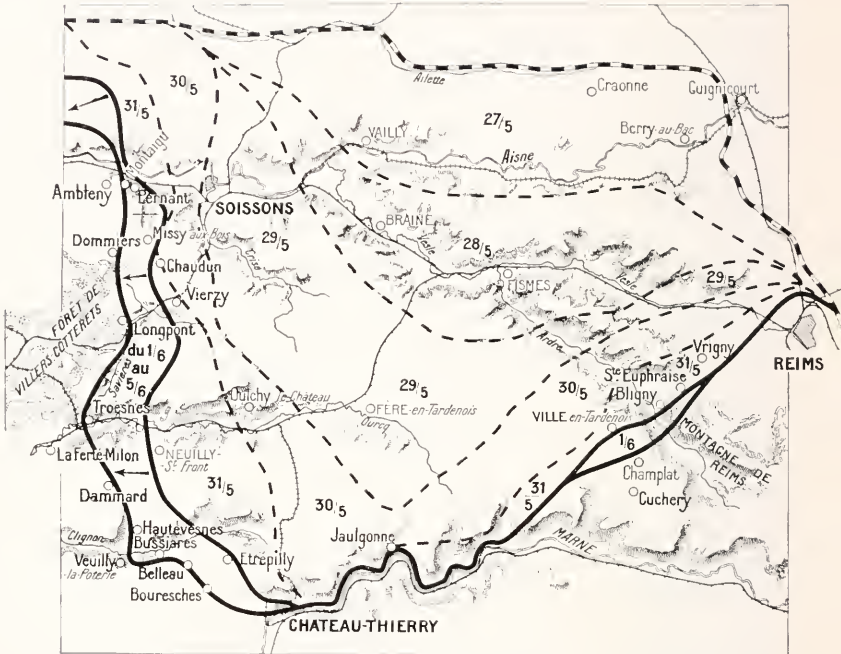 30/5
31/5
Ailette
Craonne
Guignicourt
27/5
VAILLY
Berry-au-Bac
Aisne
Montaigu
Ambleny
Pernant
SOISSONS
BRAINE
Vesle
Missy-aux-Bois
29/5
Crise
28/5
Dommiers
Chaudun
FISMES
Vesle
29/5
Vierzy
FORÊT DE
VILLERS-COTTERETS
Longpont
du 1/6
au
5/6
Savières
Ardre
Vrigny
REIMS
31/5
Ste Euphraise
Bligny
29/5
30/5
Oulchy-le-Château
FÈRE-en-Tardenois
Ourcq
Troesnes
VILLE-en-Tardenois
MONTAGNE DE
REIMS
1/6
La Ferté-Milon
NEUILLY-
St Front
Champlat
Dammard
31/5
Cuchery
30/5
31
5
Hautevesnes
Jaulgonne
Clignon
Bussiares
MARNE
Veuilly
-la-Poterie
Etrepilly
Belleau
Bouresches
CHATEAU-THIERRY